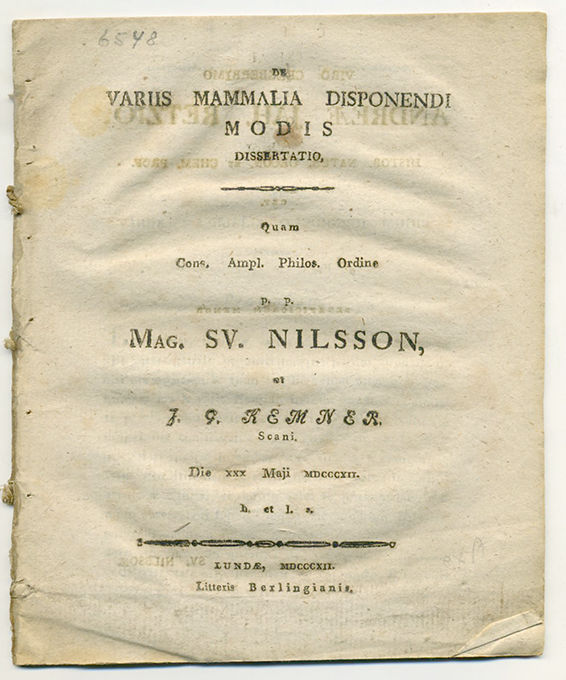 6548
DE
VARIIS MAMMALIA DISPONENDI
MODIS
DISSERTATIO,
Quam
Cons. Ampl. Philos. Ordine
p. p.
MAG. SV. NILSSON,
et
J. G. KEMNER.
Scani.
Die XXX Maji MDCCCXII.
h. et l. s.
LUNDÆ, MDCCCXII.
Litteris Berlingianis.